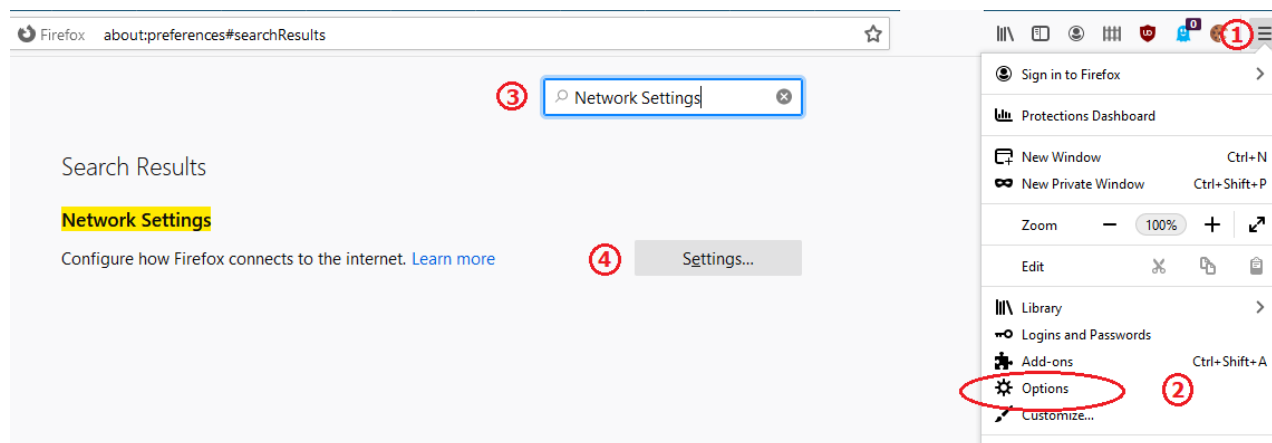 Firefox about:preferences#searchResults
0
1
3
Network Settings
Search Results
Network Settings
Configure how Firefox connects to the internet. Learn more
4
Settings...
Sign in to Firefox
Protections Dashboard
New Window Ctrl+N
New Private Window Ctrl+Shift+P
Zoom 100%
Edit
Library
Logins and Passwords
Add-ons Ctrl+Shift+A
Options
2
Customize...